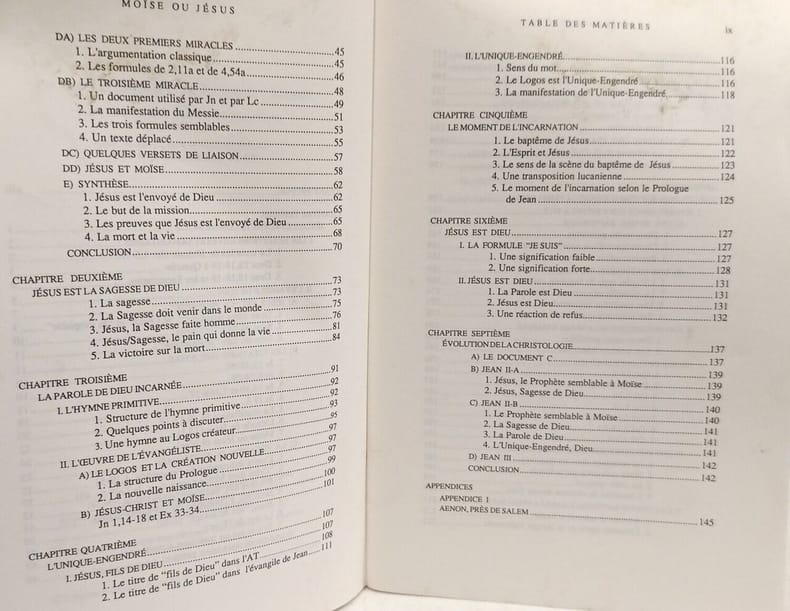 MOÏSE OU JÉSUS
DA) LES DEUX PREMIERS MIRACLES ..... 45
1. L'argumentation classique ..... 45
2. Les formules de 2,11a et de 4,54a ..... 46
DB) LE TROISIÈME MIRACLE ..... 48
1. Un document utilisé par Jn et par Lc ..... 49
2. La manifestation du Messie ..... 51
3. Les trois formules semblables ..... 53
4. Un texte déplacé ..... 55
DC) QUELQUES VERSETS DE LIAISON ..... 57
DD) JÉSUS ET MOÏSE ..... 58
E) SYNTHÈSE ..... 62
1. Jésus est l'envoyé de Dieu ..... 62
2. Le but de la mission ..... 65
3. Les preuves que Jésus est l'envoyé de Dieu ..... 65
4. La mort et la vie ..... 68
CONCLUSION ..... 70
CHAPITRE DEUXIÈME
JÉSUS EST LA SAGESSE DE DIEU ..... 73
1. La sagesse ..... 73
2. La Sagesse doit venir dans le monde ..... 75
3. Jésus, la Sagesse faite homme ..... 76
4. Jésus/Sagesse, le pain qui donne la vie ..... 81
5. La victoire sur la mort ..... 84
CHAPITRE TROISIÈME
LA PAROLE DE DIEU INCARNÉE ..... 91
I. L'HYMNE PRIMITIVE ..... 92
1. Structure de l'hymne primitive ..... 92
2. Quelques points à discuter ..... 93
3. Une hymne au Logos créateur ..... 95
II. L'ŒUVRE DE L'ÉVANGÉLISTE ..... 97
A) LE LOGOS ET LA CRÉATION NOUVELLE ..... 97
1. La structure du Prologue ..... 97
2. La nouvelle naissance ..... 99
B) JÉSUS-CHRIST ET MOÏSE ..... 100
Jn 1,14-18 et Ex 33-34 ..... 101
CHAPITRE QUATRIÈME
L'UNIQUE-ENGENDRÉ ..... 107
I. JÉSUS, FILS DE DIEU ..... 107
1. Le titre de "fils de Dieu" dans l'AT ..... 108
2. Le titre de "fils de Dieu" dans l'évangile de Jean ..... 111
TABLE DES MATIÈRES ix
II. L'UNIQUE-ENGENDRÉ ..... 116
1. Sens du mot ..... 116
2. Le Logos est l'Unique-Engendré ..... 116
3. La manifestation de l'Unique-Engendré ..... 118
CHAPITRE CINQUIÈME
LE MOMENT DE L'INCARNATION ..... 121
1. Le baptême de Jésus ..... 121
2. L'Esprit et Jésus ..... 122
3. Le sens de la scène du baptême de Jésus ..... 123
4. Une transposition lucanienne ..... 124
5. Le moment de l'incarnation selon le Prologue
de Jean ..... 125
CHAPITRE SIXIÈME
JÉSUS EST DIEU ..... 127
I. LA FORMULE "JE SUIS" ..... 127
1. Une signification faible ..... 127
2. Une signification forte ..... 128
II. JÉSUS EST DIEU ..... 131
1. La Parole est Dieu ..... 131
2. Jésus est Dieu ..... 131
3. Une réaction de refus ..... 132
CHAPITRE SEPTIÈME
ÉVOLUTION DE LA CHRISTOLOGIE ..... 137
A) LE DOCUMENT C ..... 137
B) JEAN II-A ..... 139
1. Jésus, le Prophète semblable à Moïse ..... 139
2. Jésus, Sagesse de Dieu ..... 139
C) JEAN II-B ..... 140
1. Le Prophète semblable à Moïse ..... 140
2. La Sagesse de Dieu ..... 141
3. La Parole de Dieu ..... 141
4. L'Unique-Engendré, Dieu ..... 141
D) JEAN III ..... 142
CONCLUSION ..... 142
APPENDICES
APPENDICE I
AENON, PRÈS DE SALEM ..... 145